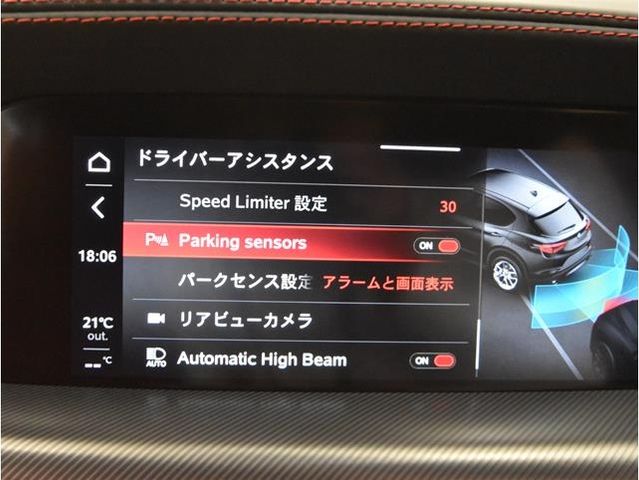 ドライバーアシスタンス
Speed Limiter 設定 30
Parking sensors ON
18:06
パークセンス設定 アラームと画面表示
21℃
out.
リアビューカメラ
--℃
AUTO Automatic High Beam ON